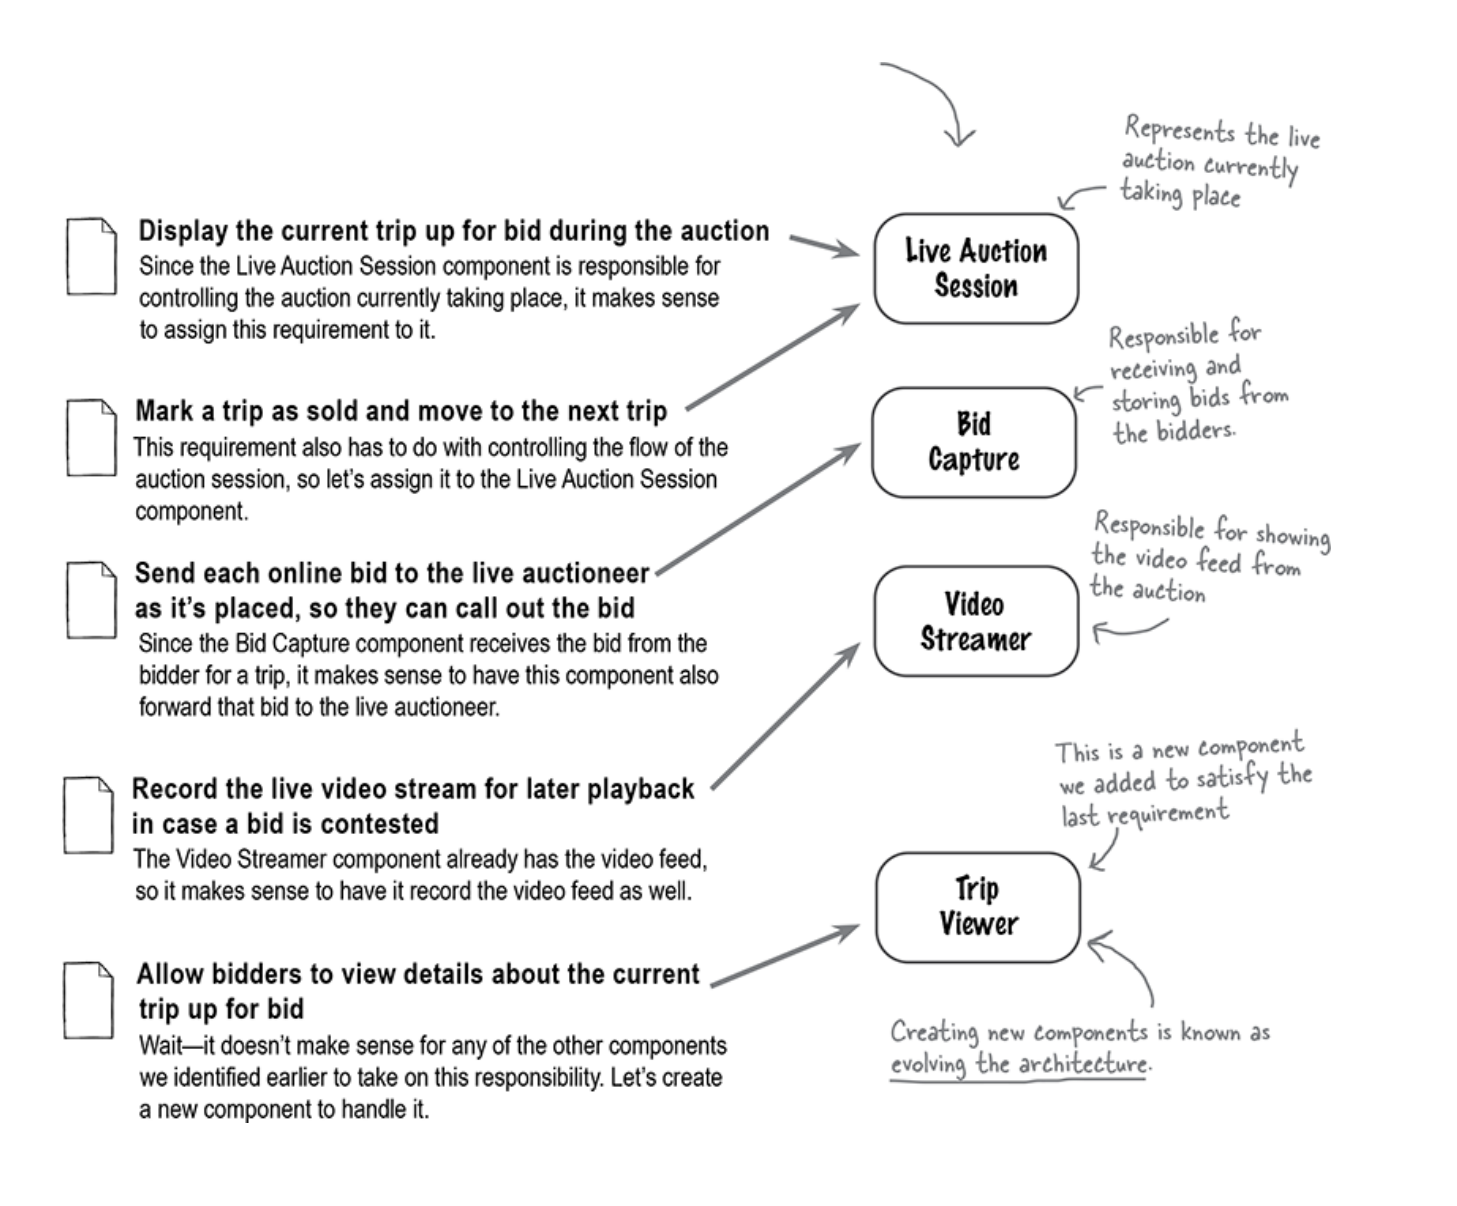 Represents the live
auction currently
taking place
Display the current trip up for bid during the auction
Since the Live Auction Session component is responsible for
controlling the auction currently taking place, it makes sense
to assign this requirement to it.
Live Auction
Session
Mark a trip as sold and move to the next trip
This requirement also has to do with controlling the flow of the
auction session, so let's assign it to the Live Auction Session
component.
Responsible for
receiving and
storing bids from
the bidders.
Bid
Capture
Send each online bid to the live auctioneer
as it's placed, so they can call out the bid
Since the Bid Capture component receives the bid from the
bidder for a trip, it makes sense to have this component also
forward that bid to the live auctioneer.
Responsible for showing
the video feed from
the auction
Video
Streamer
Record the live video stream for later playback
in case a bid is contested
The Video Streamer component already has the video feed,
so it makes sense to have it record the video feed as well.
This is a new component
we added to satisfy the
last requirement
Trip
Viewer
Allow bidders to view details about the current
trip up for bid
Wait—it doesn't make sense for any of the other components
we identified earlier to take on this responsibility. Let's create
a new component to handle it.
Creating new components is known as
evolving the architecture.